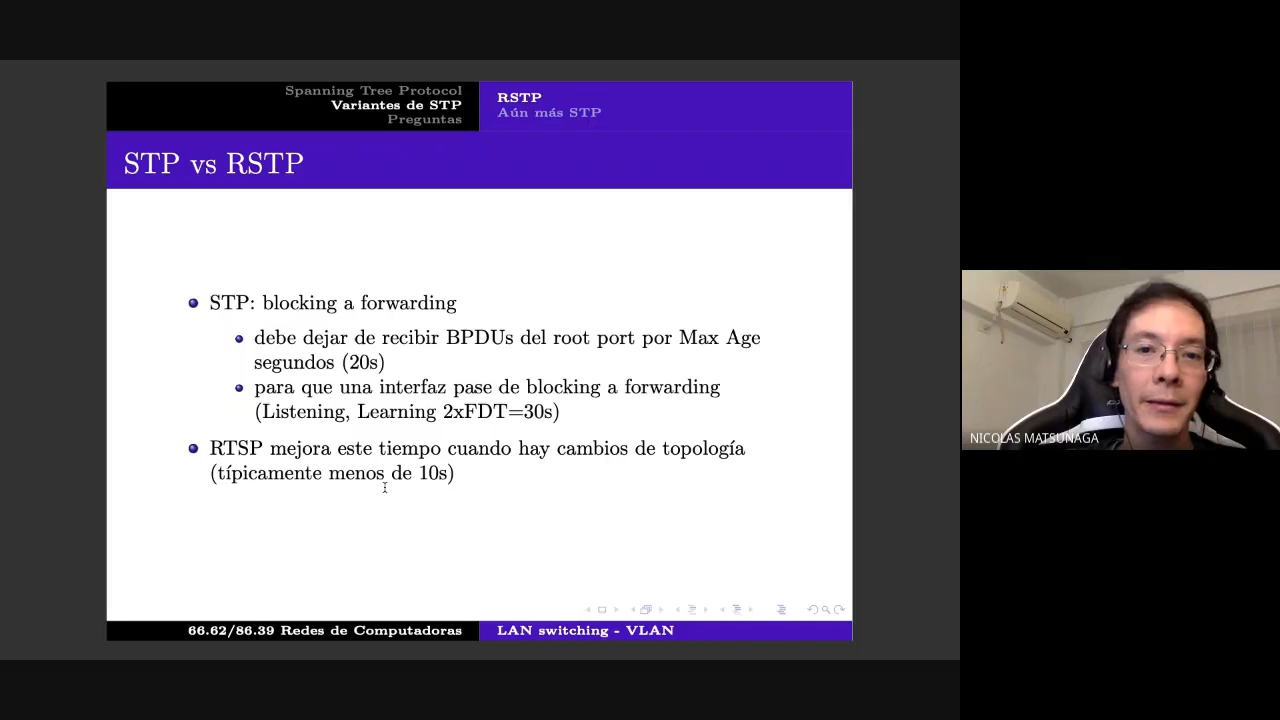 Spanning Tree Protocol
Variantes de STP
Preguntas
RSTP
Aún más STP
STP vs RSTP
STP: blocking a forwarding
debe dejar de recibir BPDUs del root port por Max Age
segundos (20s)
para que una interfaz pase de blocking a forwarding
(Listening, Learning 2xFDT=30s)
RTSP mejora este tiempo cuando hay cambios de topología
(típicamente menos de 10s)
66.62/86.39 Redes de Computadoras
LAN switching - VLAN
NICOLAS MATSUNAGA